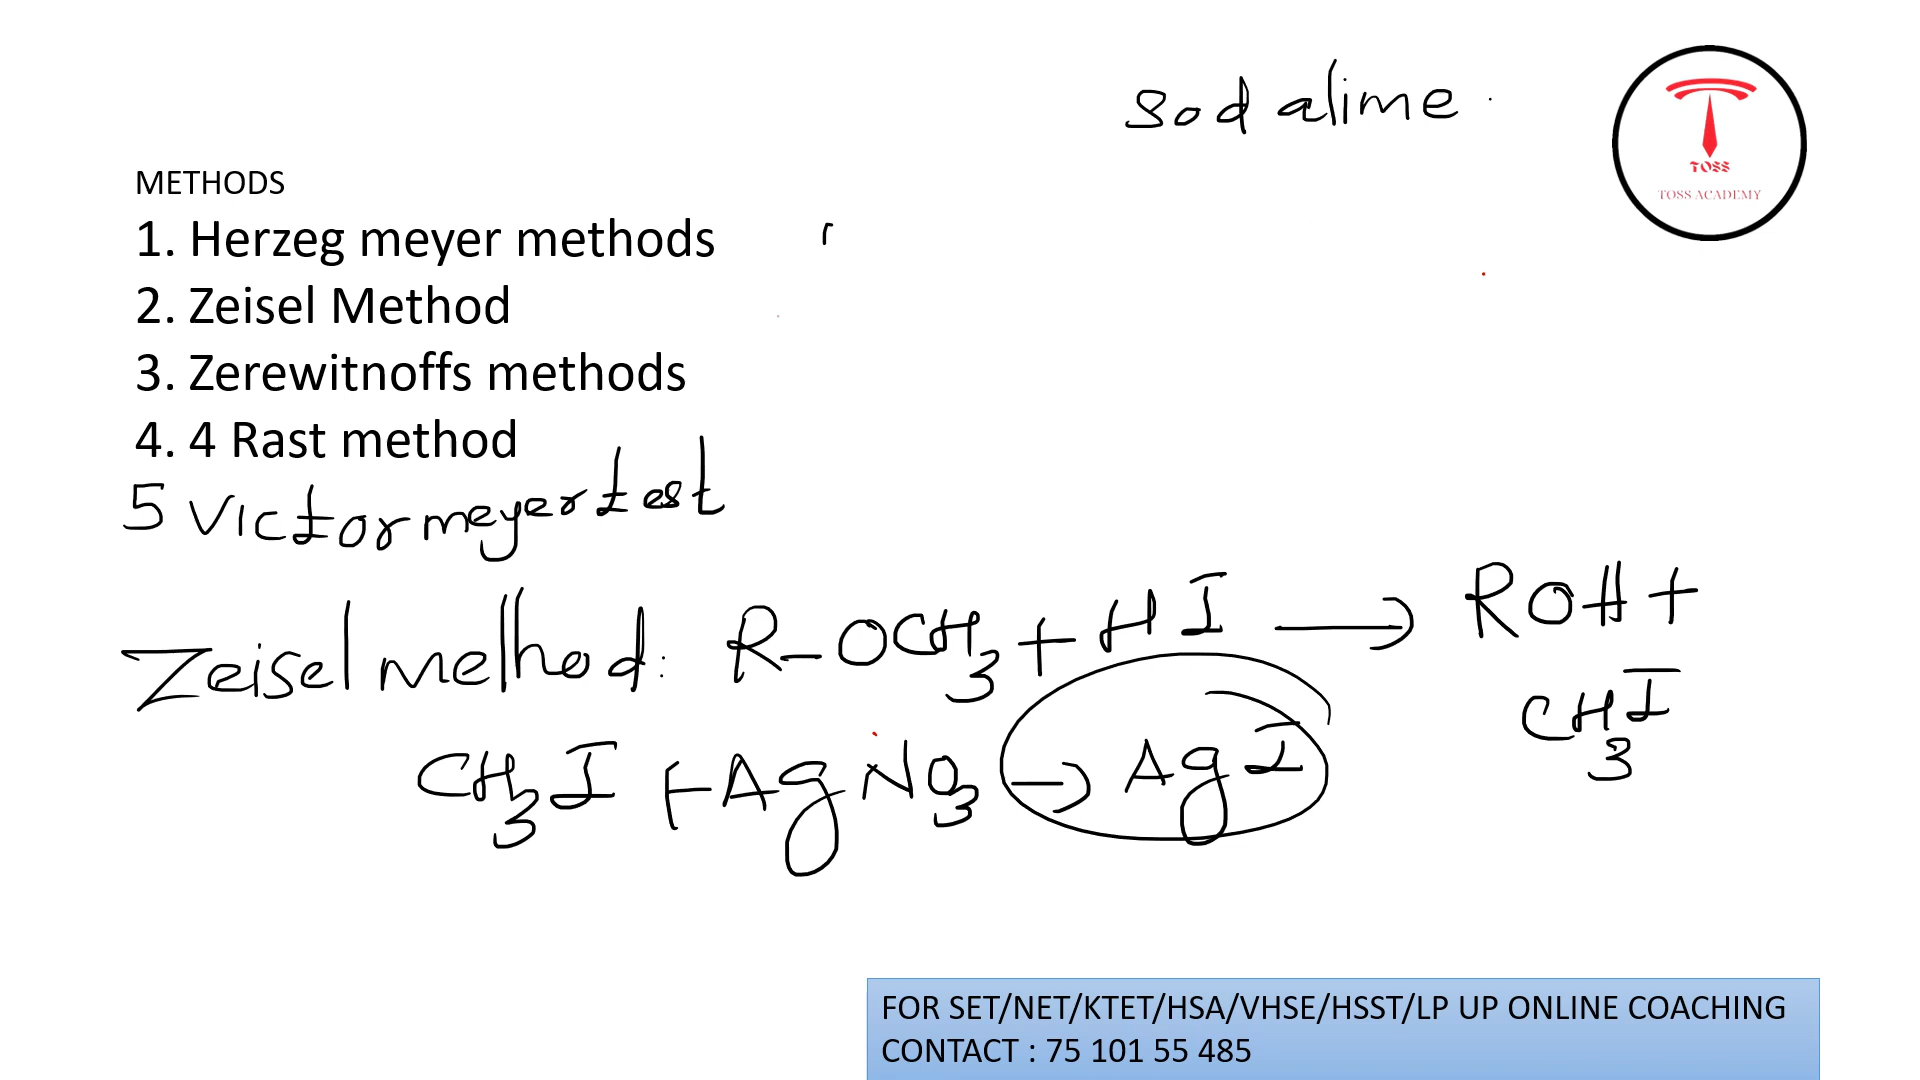 sodalime
TOSS
TOSS ACADEMY
METHODS
1. Herzeg meyer methods
2. Zeisel Method
3. Zerewitnoffs methods
4. 4 Rast method
5 Victor meyer test
Zeisel method: R-OCH3 + HI → ROH +
CH3I
CH3I + AgNO3 → AgI
FOR SET/NET/KTET/HSA/VHSE/HSST/LP UP ONLINE COACHING
CONTACT : 75 101 55 485